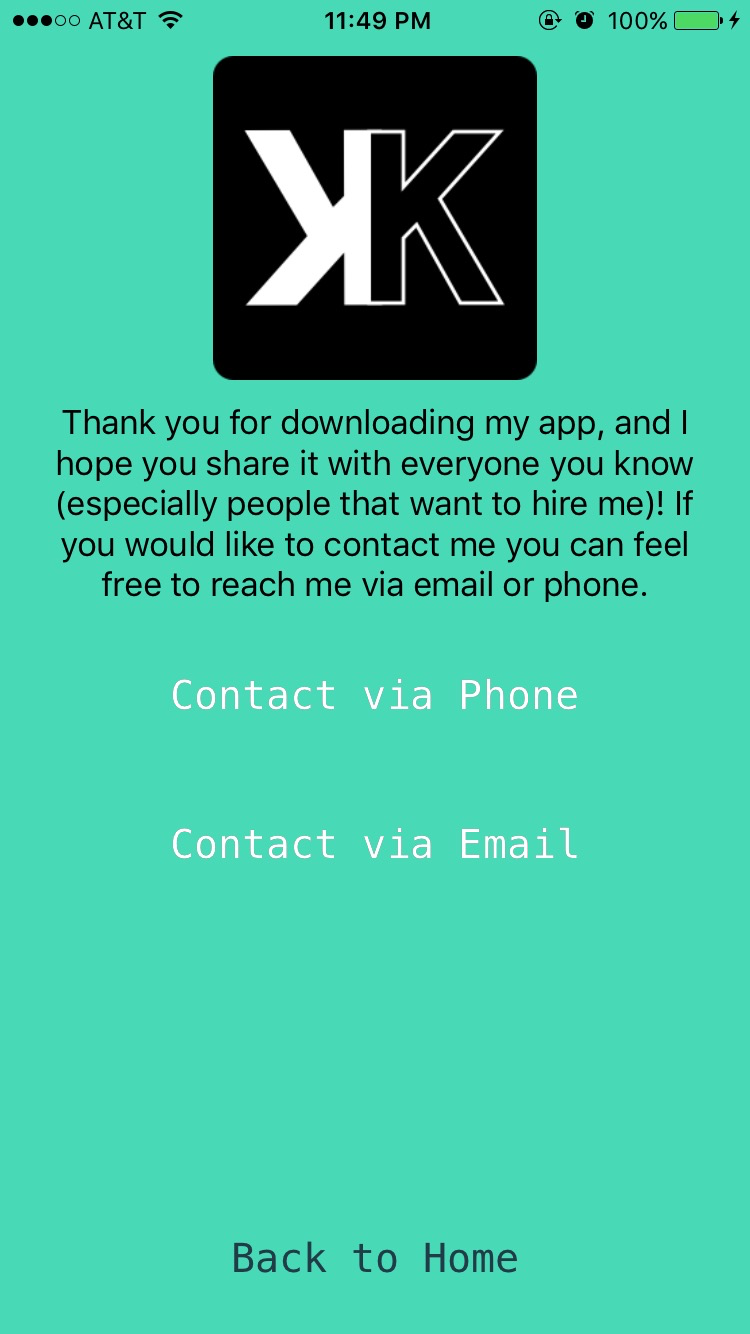 AT&T 11:49 PM 100%
KK
Thank you for downloading my app, and I
hope you share it with everyone you know
(especially people that want to hire me)! If
you would like to contact me you can feel
free to reach me via email or phone.
Contact via Phone
Contact via Email
Back to Home